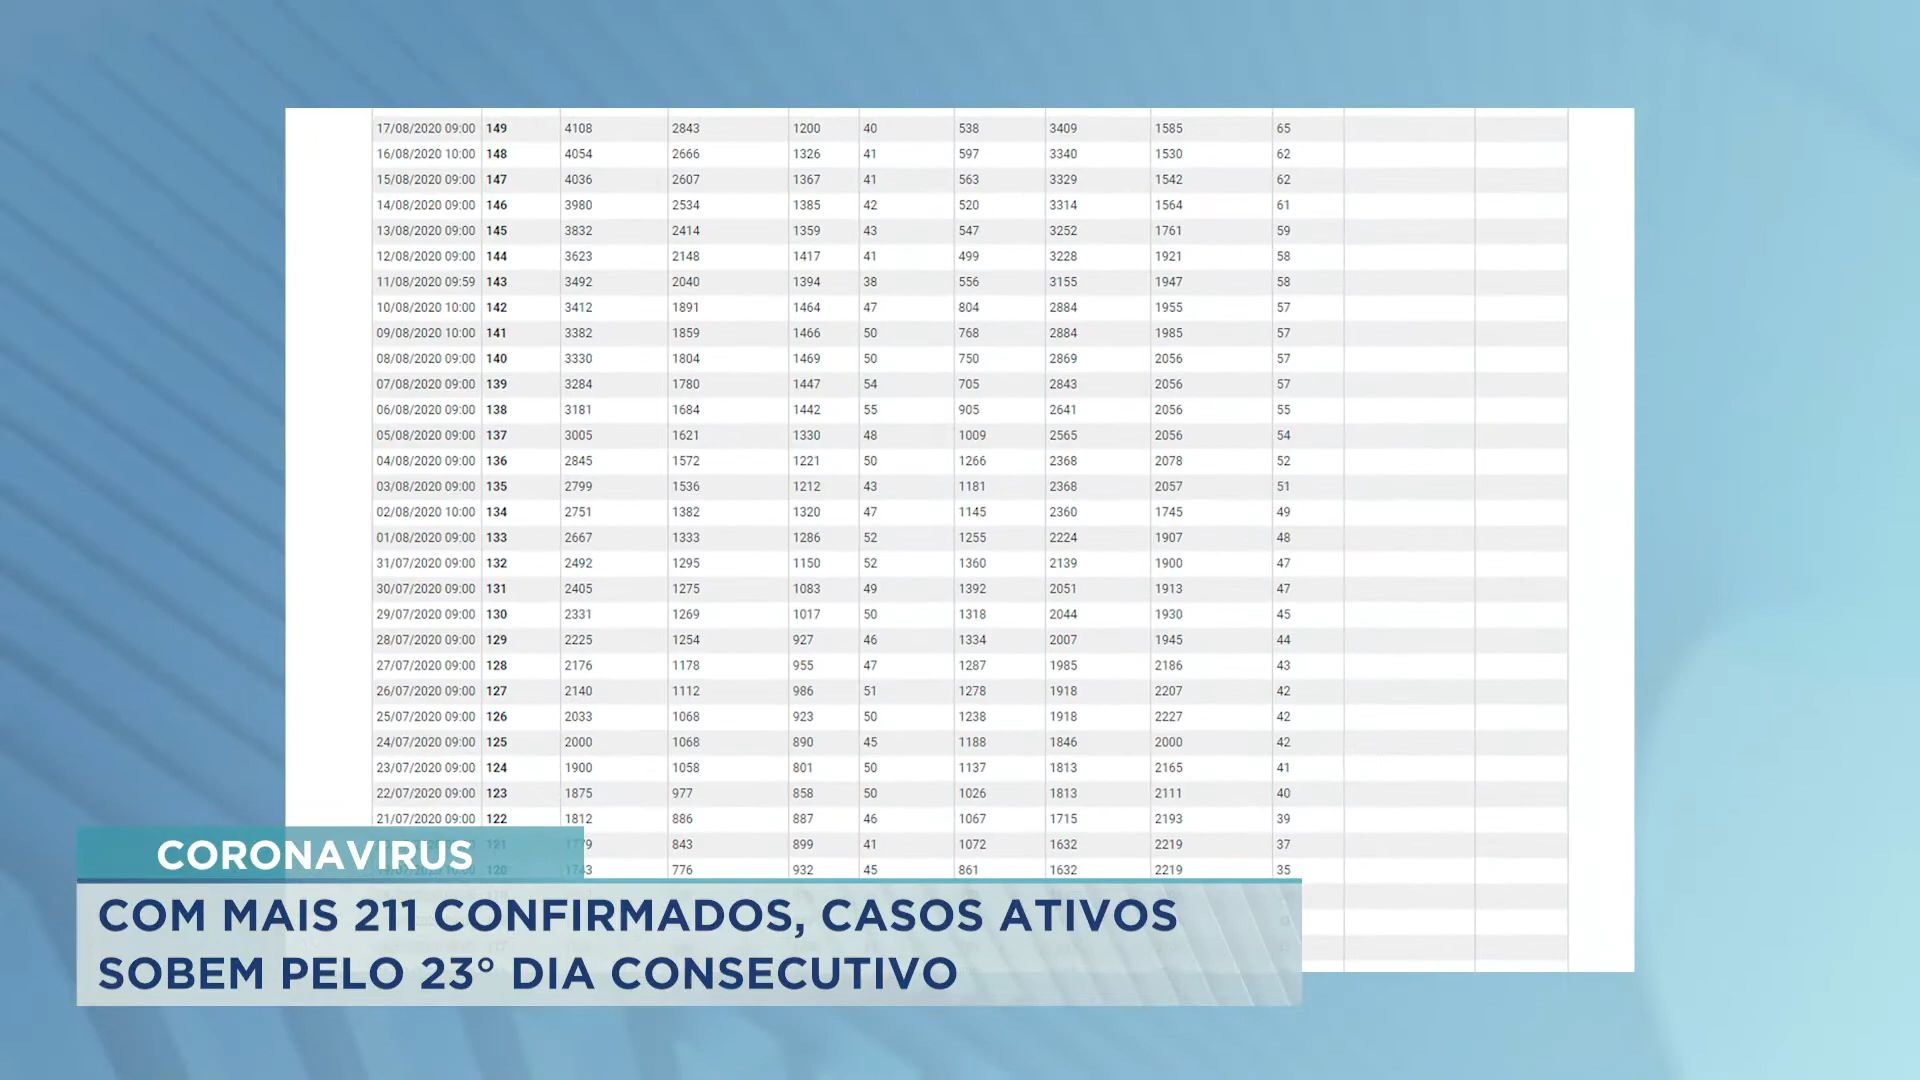 17/08/2020 09:00 149 4108 2843 1200 40 538 3409 1585 65
16/08/2020 10:00 148 4054 2666 1326 41 597 3340 1530 62
15/08/2020 09:00 147 4036 2607 1367 41 563 3329 1542 62
14/08/2020 09:00 146 3980 2534 1385 42 520 3314 1564 61
13/08/2020 09:00 145 3832 2414 1359 43 547 3252 1761 59
12/08/2020 09:00 144 3623 2148 1417 41 499 3228 1921 58
11/08/2020 09:59 143 3492 2040 1394 38 556 3155 1947 58
10/08/2020 10:00 142 3412 1891 1464 47 804 2884 1955 57
09/08/2020 10:00 141 3382 1859 1466 50 768 2884 1985 57
08/08/2020 09:00 140 3330 1804 1469 50 750 2869 2056 57
07/08/2020 09:00 139 3284 1780 1447 54 705 2843 2056 57
06/08/2020 09:00 138 3181 1684 1442 55 905 2641 2056 55
05/08/2020 09:00 137 3005 1621 1330 48 1009 2565 2056 54
04/08/2020 09:00 136 2845 1572 1221 50 1266 2368 2078 52
03/08/2020 09:00 135 2799 1536 1212 43 1181 2368 2057 51
02/08/2020 10:00 134 2751 1382 1320 47 1145 2360 1745 49
01/08/2020 09:00 133 2667 1333 1286 52 1255 2224 1907 48
31/07/2020 09:00 132 2492 1295 1150 52 1360 2139 1900 47
30/07/2020 09:00 131 2405 1275 1083 49 1392 2051 1913 47
29/07/2020 09:00 130 2331 1269 1017 50 1318 2044 1930 45
28/07/2020 09:00 129 2225 1254 927 46 1334 2007 1945 44
27/07/2020 09:00 128 2176 1178 955 47 1287 1985 2186 43
26/07/2020 09:00 127 2140 1112 986 51 1278 1918 2207 42
25/07/2020 09:00 126 2033 1068 923 50 1238 1918 2227 42
24/07/2020 09:00 125 2000 1068 890 45 1188 1846 2000 42
23/07/2020 09:00 124 1900 1058 801 50 1137 1813 2165 41
22/07/2020 09:00 123 1875 977 858 50 1026 1813 2111 40
21/07/2020 09:00 122 1812 886 887 46 1067 1715 2193 39
121 1779 843 899 41 1072 1632 2219 37
120 1743 776 932 45 861 1632 2219 35
CORONAVIRUS
COM MAIS 211 CONFIRMADOS, CASOS ATIVOS
SOBEM PELO 23° DIA CONSECUTIVO